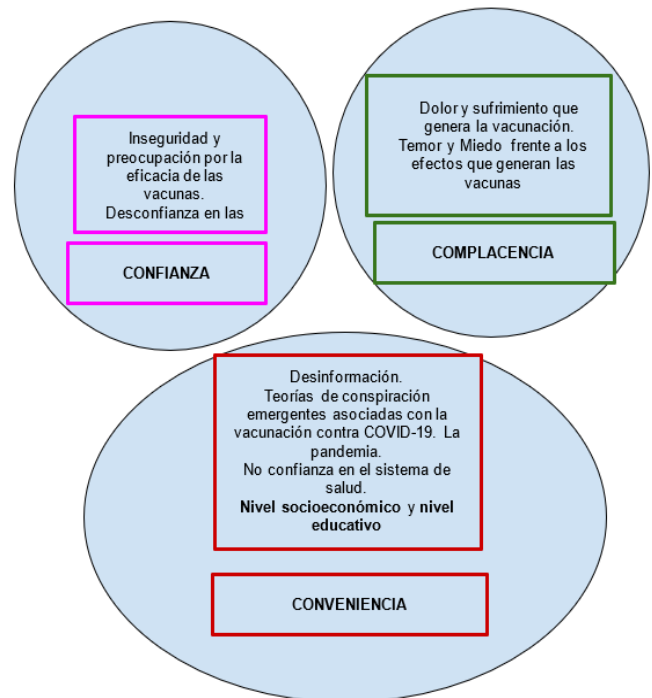 Inseguridad y
preocupación por la
eficacia de las
vacunas.
Desconfianza en las
CONFIANZA
Dolor y sufrimiento que
genera la vacunación.
Temor y Miedo frente a los
efectos que generan las
vacunas
COMPLACENCIA
Desinformación.
Teorías de conspiración
emergentes asociadas con la
vacunación contra COVID-19. La
pandemia.
No confianza en el sistema de
salud.
Nivel socioeconómico y nivel
educativo
CONVENIENCIA